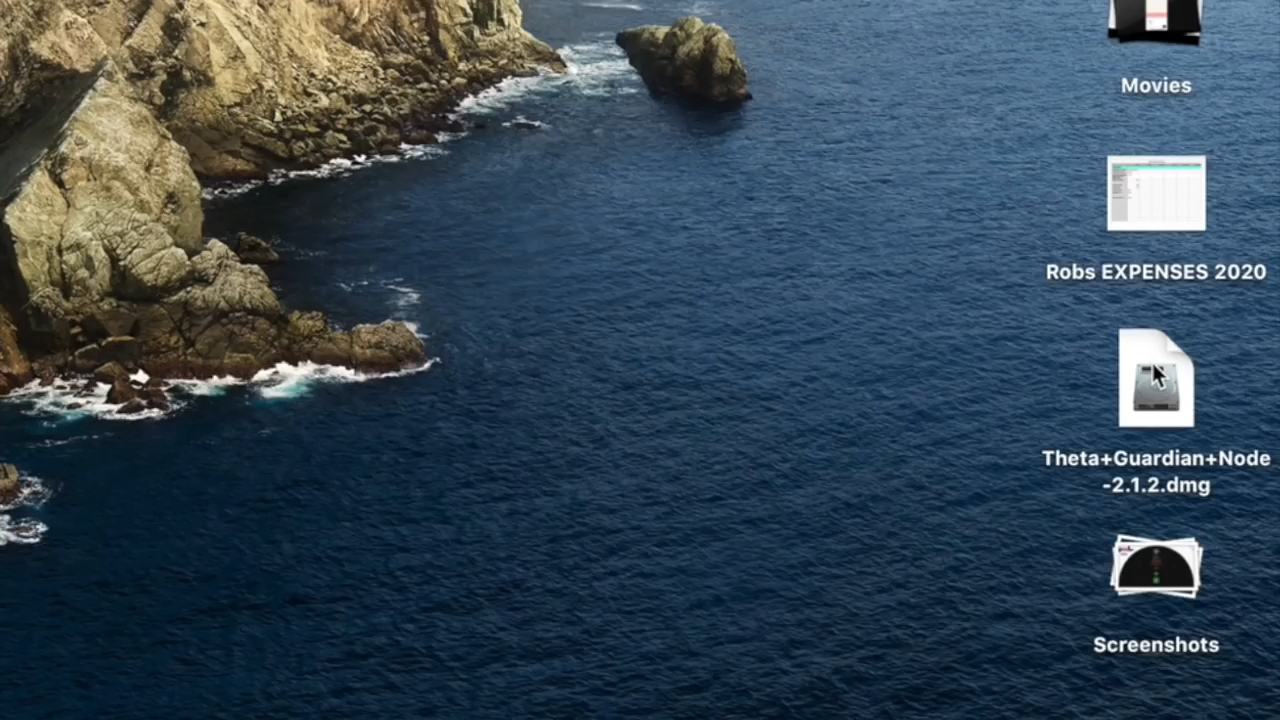 Movies
Robs EXPENSES 2020
Theta+Guardian+Node
-2.1.2.dmg
Screenshots